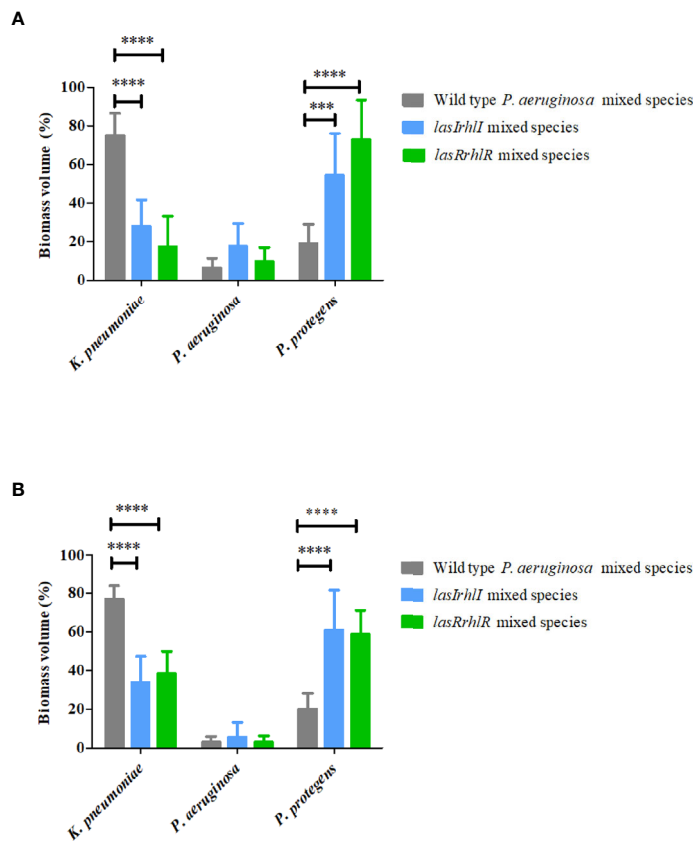 A
****
****
****
***
100
80
60
40
20
0
Biomass volume (%)
K. pneumoniae
P. aeruginosa
P. protegens
Wild type P. aeruginosa mixed species
lasIrhlI mixed species
lasRrhlR mixed species
B
****
****
****
****
100
80
60
40
20
0
Biomass volume (%)
K. pneumoniae
P. aeruginosa
P. protegens
Wild type P. aeruginosa mixed species
lasIrhlI mixed species
lasRrhlR mixed species